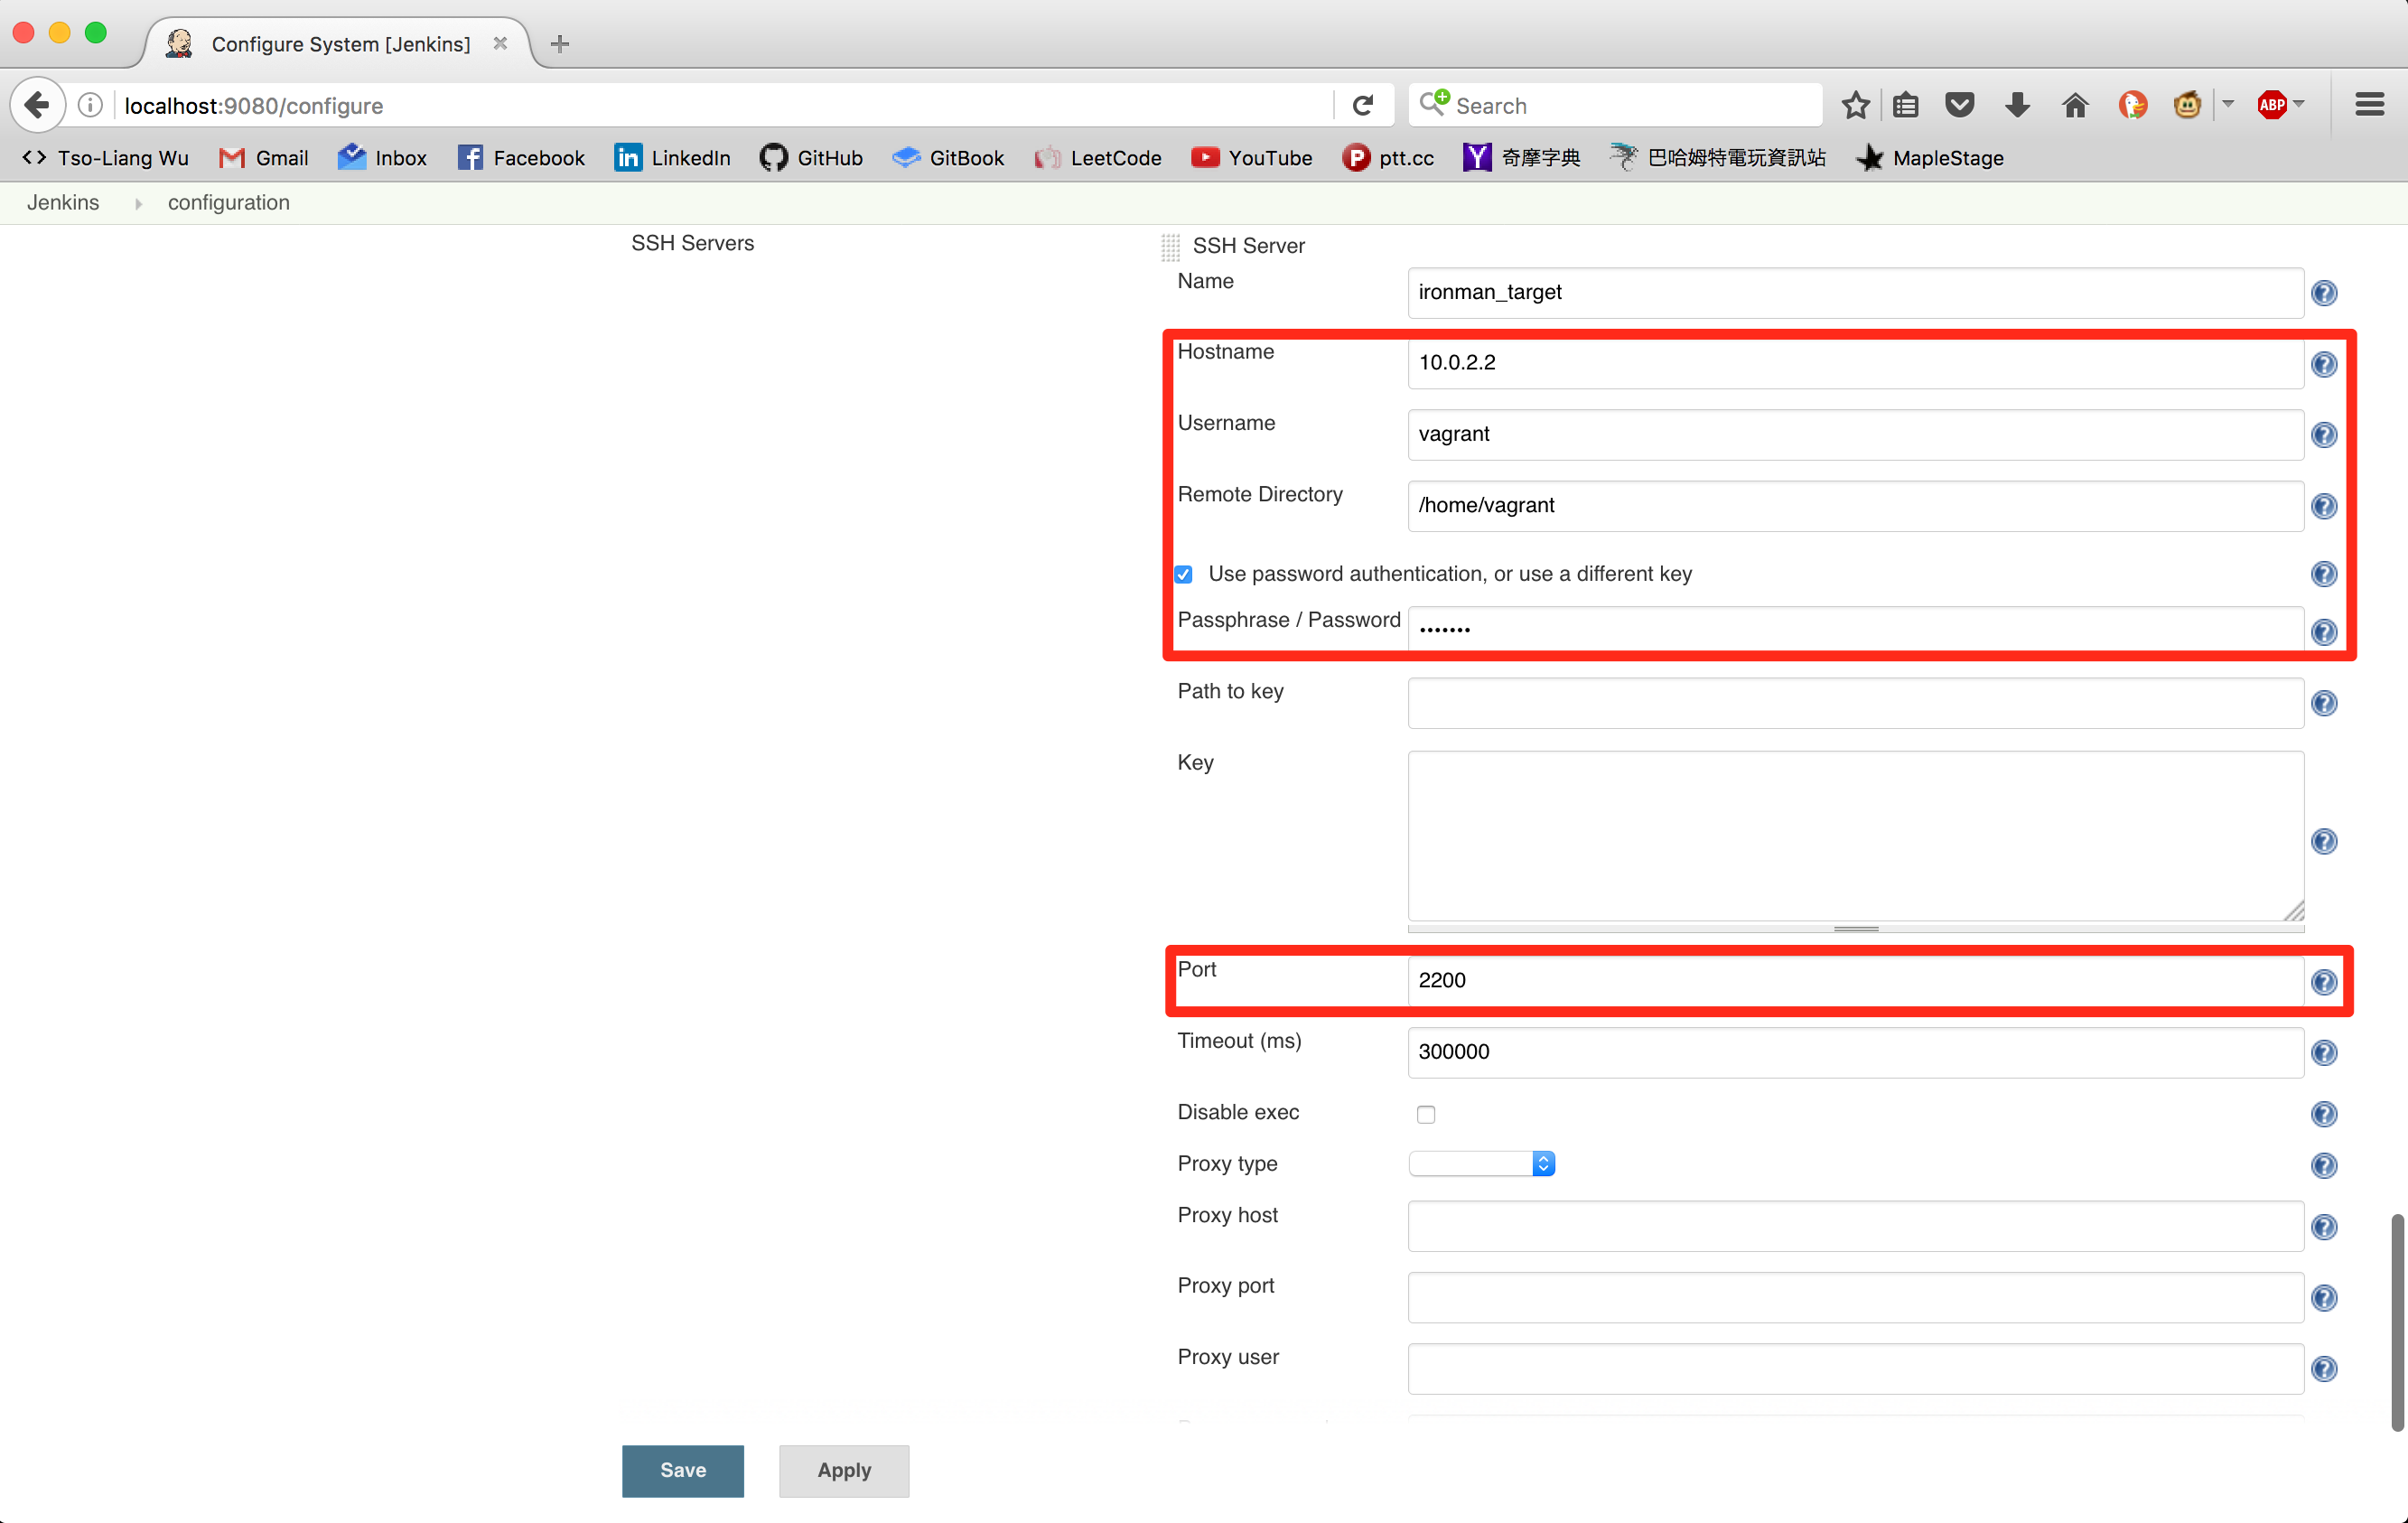 Configure System [Jenkins]
localhost:9080/configure
Search
ABP
Tso-Liang Wu Gmail Inbox Facebook LinkedIn GitHub GitBook LeetCode YouTube ptt.cc 奇摩字典 巴哈姆特電玩資訊站 MapleStage
Jenkins configuration
SSH Servers
SSH Server
Name ironman_target
Hostname 10.0.2.2
Username vagrant
Remote Directory /home/vagrant
Use password authentication, or use a different key
Passphrase / Password •••••••
Path to key
Key
Port 2200
Timeout (ms) 300000
Disable exec
Proxy type
Proxy host
Proxy port
Proxy user
Save Apply